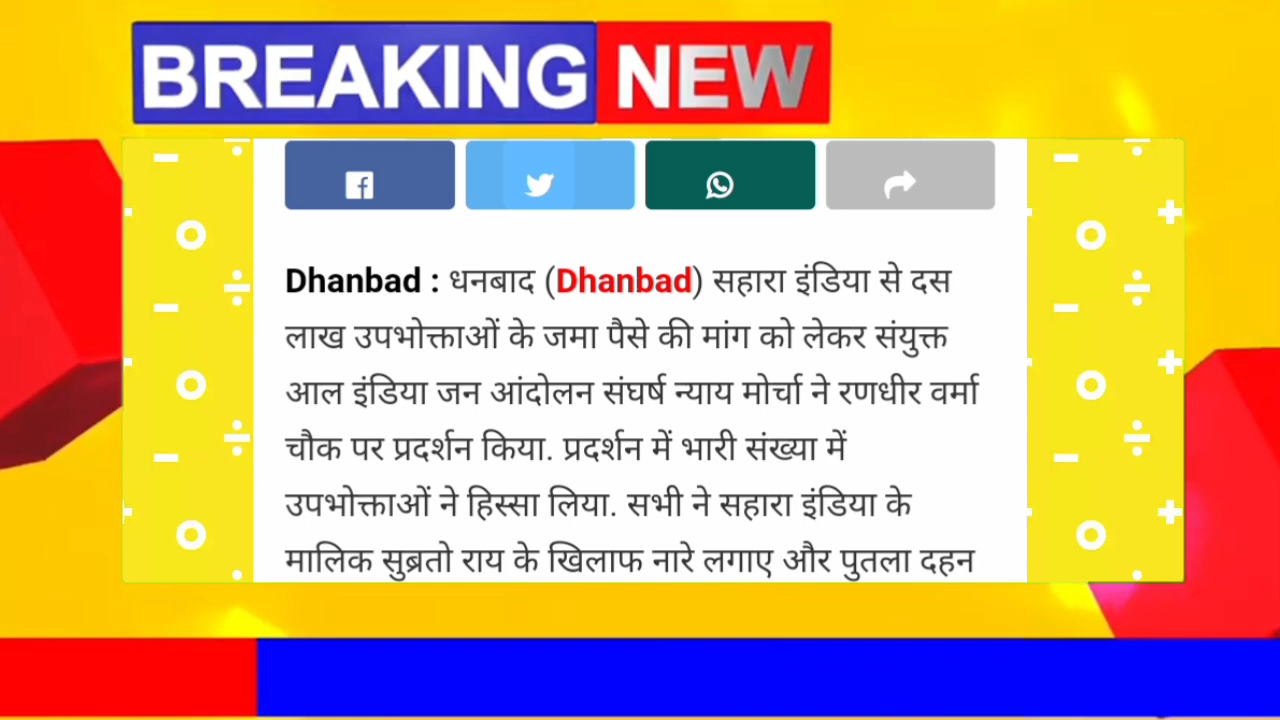 BREAKING NEW
Dhanbad : धनबाद (Dhanbad) सहारा इंडिया से दस
लाख उपभोक्ताओं के जमा पैसे की मांग को लेकर संयुक्त
आल इंडिया जन आंदोलन संघर्ष न्याय मोर्चा ने रणधीर वर्मा
चौक पर प्रदर्शन किया. प्रदर्शन में भारी संख्या में
उपभोक्ताओं ने हिस्सा लिया. सभी ने सहारा इंडिया के
मालिक सुब्रतो राय के खिलाफ नारे लगाए और पुतला दहन